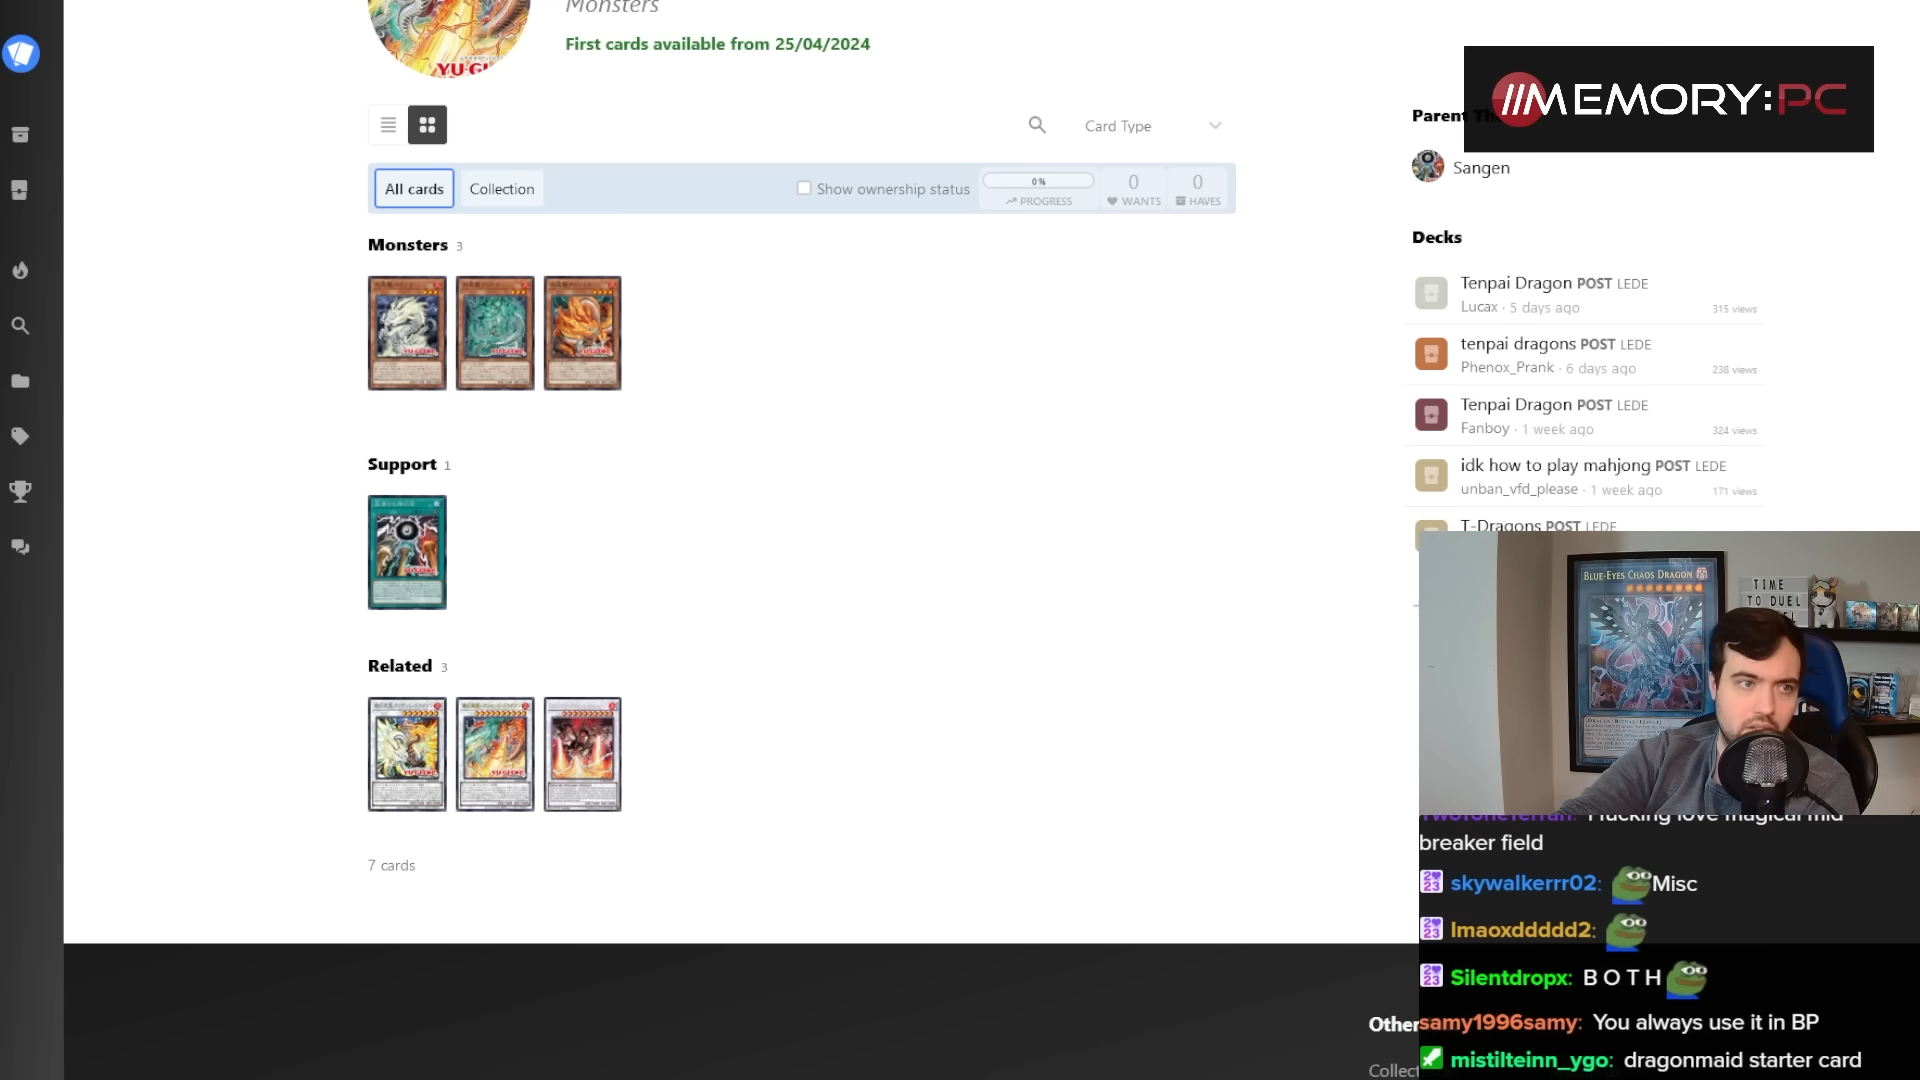 Monsters
First cards available from 25/04/2024
MEMORY:PC
Card Type
Parent
Sangen
All cards
Collection
Show ownership status
0 %
PROGRESS
0
WANTS
0
HAVES
Monsters 3
Support 1
Related 3
YU-GI
7 cards
Decks
Tenpai Dragon POST LEDE
Lucax · 5 days ago
315 views
tenpai dragons POST LEDE
Phenox_Prank · 6 days ago
238 views
Tenpai Dragon POST LEDE
Fanboy · 1 week ago
324 views
idk how to play mahjong POST LEDE
unban_vfd_please · 1 week ago
171 views
T-Dragons POST LEDE
BLUE-EYES CHAOS DRAGON
TIME
TO DUEL
breaker field
skywalkerrr02: Misc
lmaoxddddd2:
Silentdropx: B O T H
samy1996samy: You always use it in BP
mistilteinn_ygo: dragonmaid starter card
Other
Collect